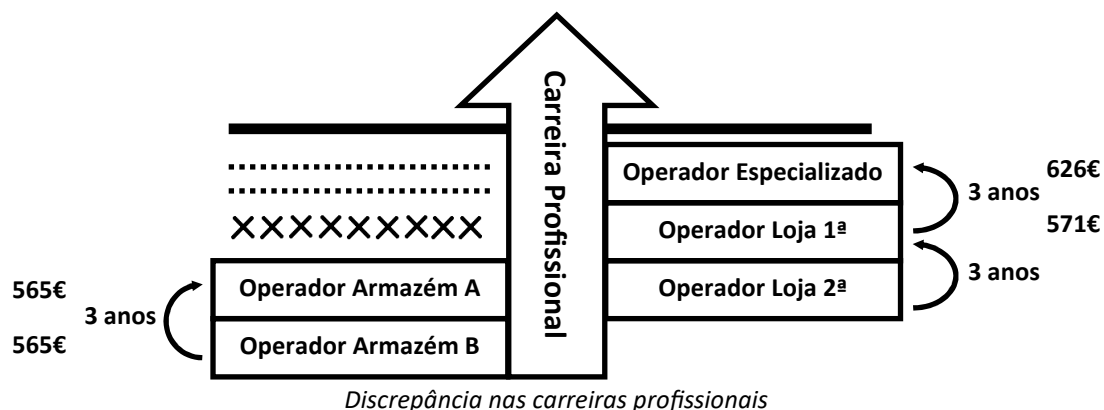 Carreira Profissional
Operador Especializado
626€
3 anos
Operador Loja 1ª
571€
3 anos
Operador Loja 2ª
565€
Operador Armazém A
3 anos
565€
Operador Armazém B
Discrepância nas carreiras profissionais